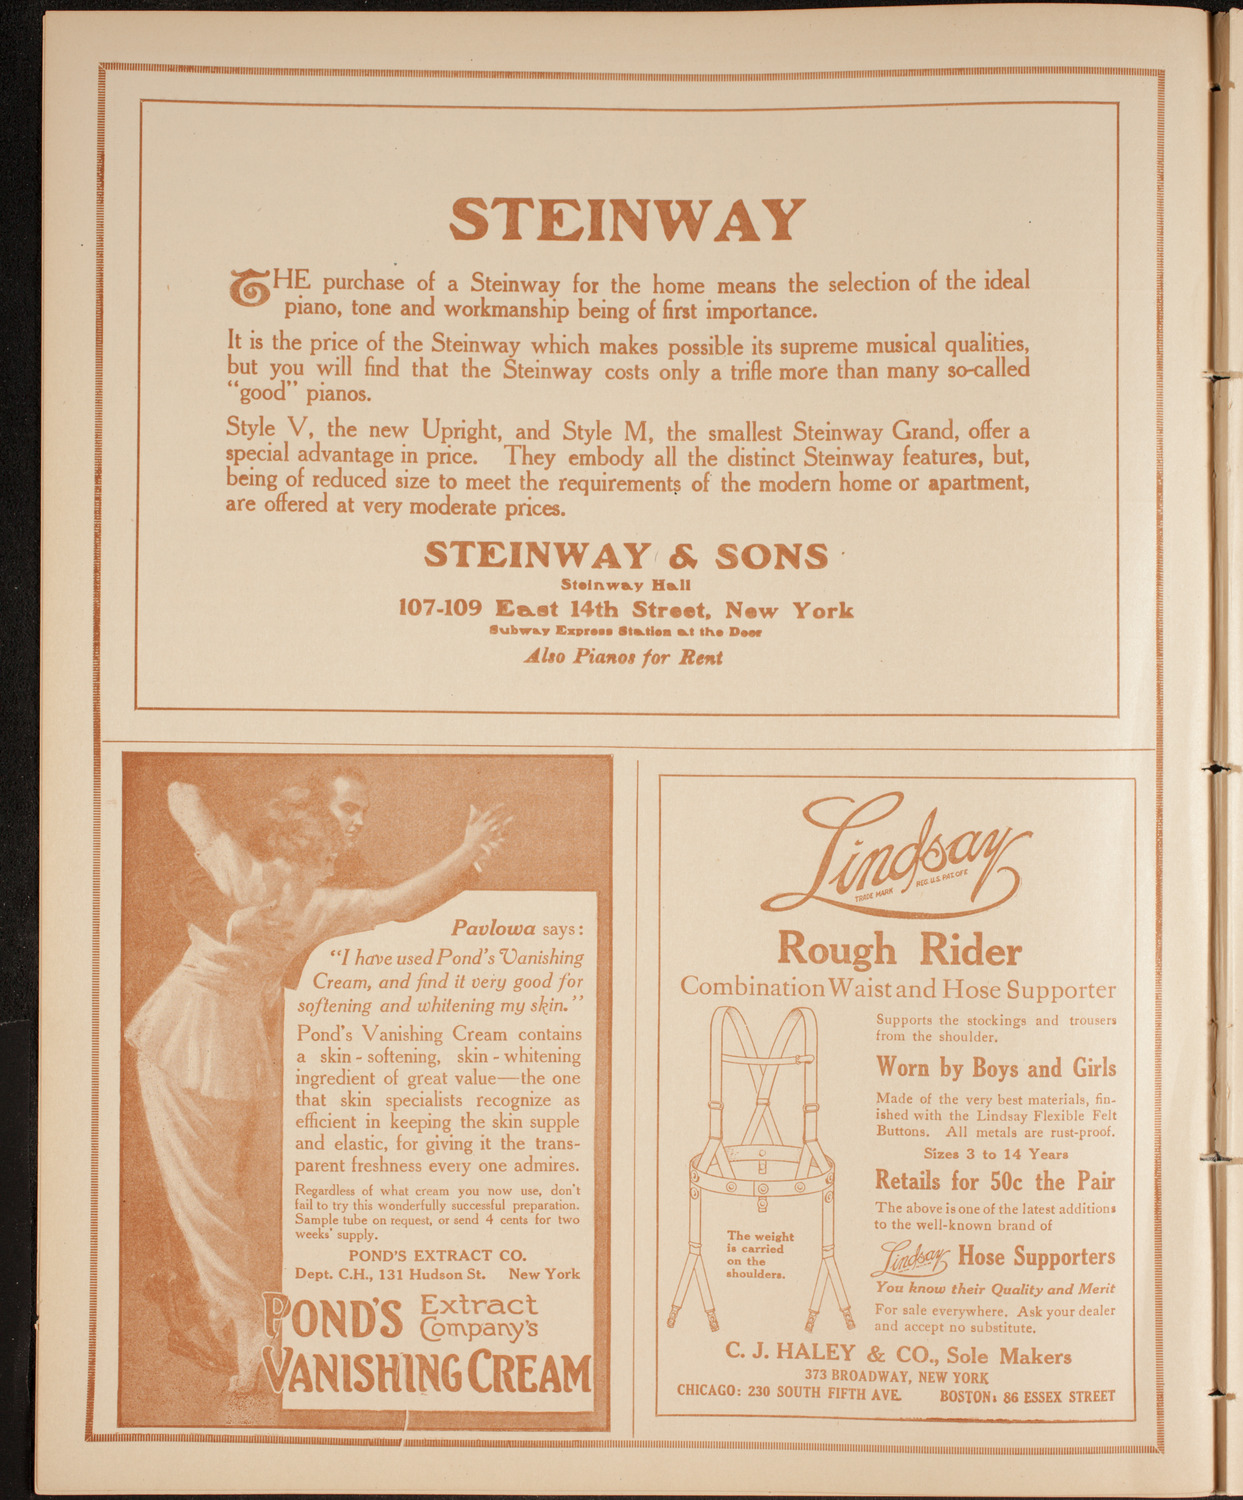 STEINWAY
THE purchase of a Steinway for the home means the selection of the ideal
piano, tone and workmanship being of first importance.
It is the price of the Steinway which makes possible its supreme musical qualities,
but you will find that the Steinway costs only a trifle more than many so-called
"good" pianos.
Style V, the new Upright, and Style M, the smallest Steinway Grand, offer a
special advantage in price. They embody all the distinct Steinway features, but,
being of reduced size to meet the requirements of the modern home or apartment,
are offered at very moderate prices.
STEINWAY & SONS
Steinway Hall
107-109 East 14th Street, New York
Subway Express Station at the Door
Also Pianos for Rent
Pavlowa says:
"I have used Pond's Vanishing
Cream, and find it very good for
softening and whitening my skin."
Pond's Vanishing Cream contains
a skin-softening, skin-whitening
ingredient of great value—the one
that skin specialists recognize as
efficient in keeping the skin supple
and elastic, for giving it the trans-
parent freshness every one admires.
Regardless of what cream you now use, don't
fail to try this wonderfully successful preparation.
Sample tube on request, or send 4 cents for two
weeks' supply.
POND'S EXTRACT CO.
Dept. C.H., 131 Hudson St. New York
POND'S Extract
Company's
VANISHING CREAM
Lindsay
TRADE MARK REG. U.S. PAT. OFF.
Rough Rider
Combination Waist and Hose Supporter
Supports the stockings and trousers
from the shoulder.
Worn by Boys and Girls
Made of the very best materials, fin-
ished with the Lindsay Flexible Felt
Buttons. All metals are rust-proof.
Sizes 3 to 14 Years
Retails for 50c the Pair
The above is one of the latest additions
to the well-known brand of
Lindsay Hose Supporters
You know their Quality and Merit
For sale everywhere. Ask your dealer
and accept no substitute.
The weight
is carried
on the
shoulders.
C. J. HALEY & CO., Sole Makers
373 BROADWAY, NEW YORK
CHICAGO: 230 SOUTH FIFTH AVE. BOSTON: 86 ESSEX STREET